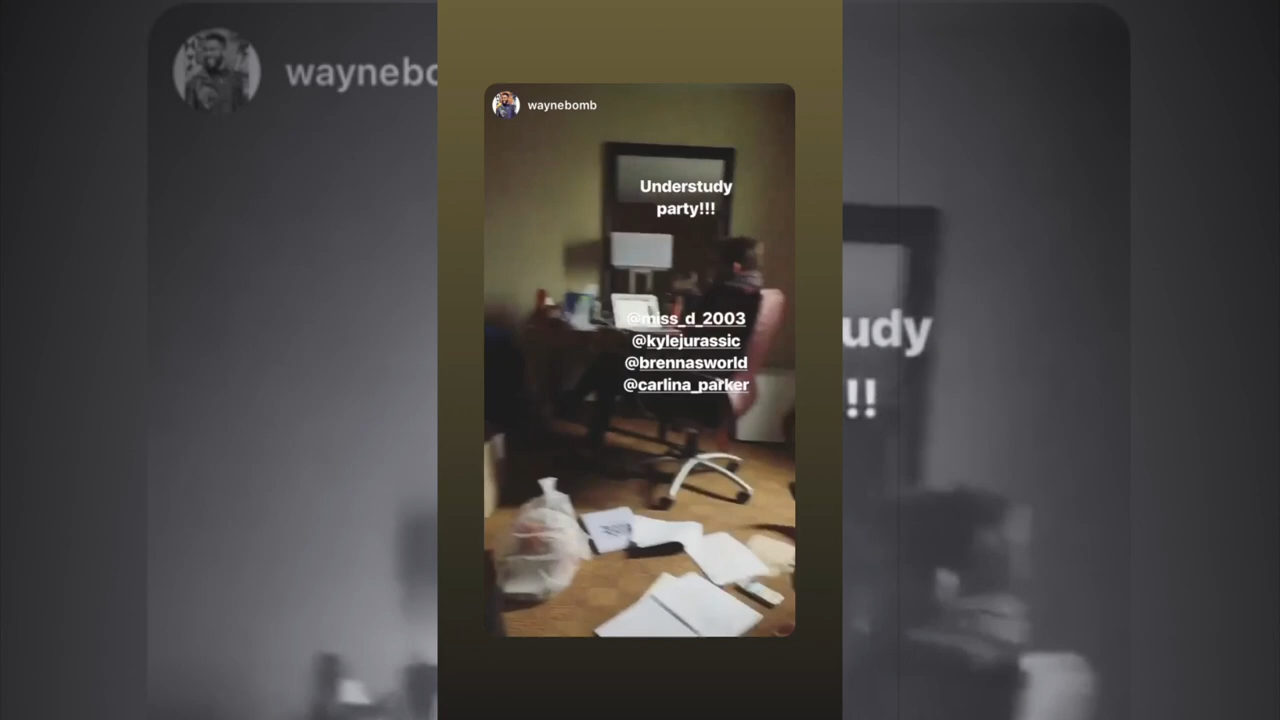 waynebo
waynebomb
Understudy
party!!!
@miss_d_2003
@kylejurassic
@brennasworld
@carlina_parker
udy
!!